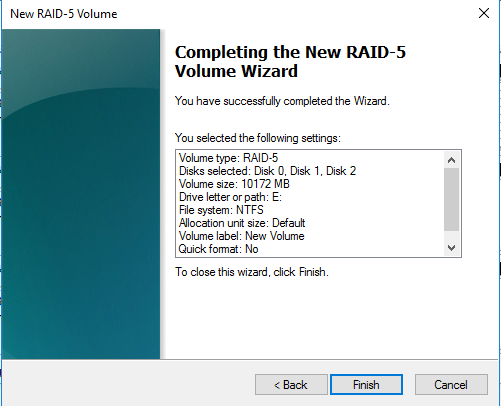 New RAID-5 Volume
Completing the New RAID-5
Volume Wizard
You have successfully completed the Wizard.
You selected the following settings:
Volume type: RAID-5
Disks selected: Disk 0, Disk 1, Disk 2
Volume size: 10172 MB
Drive letter or path: E:
File system: NTFS
Allocation unit size: Default
Volume label: New Volume
Quick format: No
To close this wizard, click Finish.
< Back
Finish
Cancel